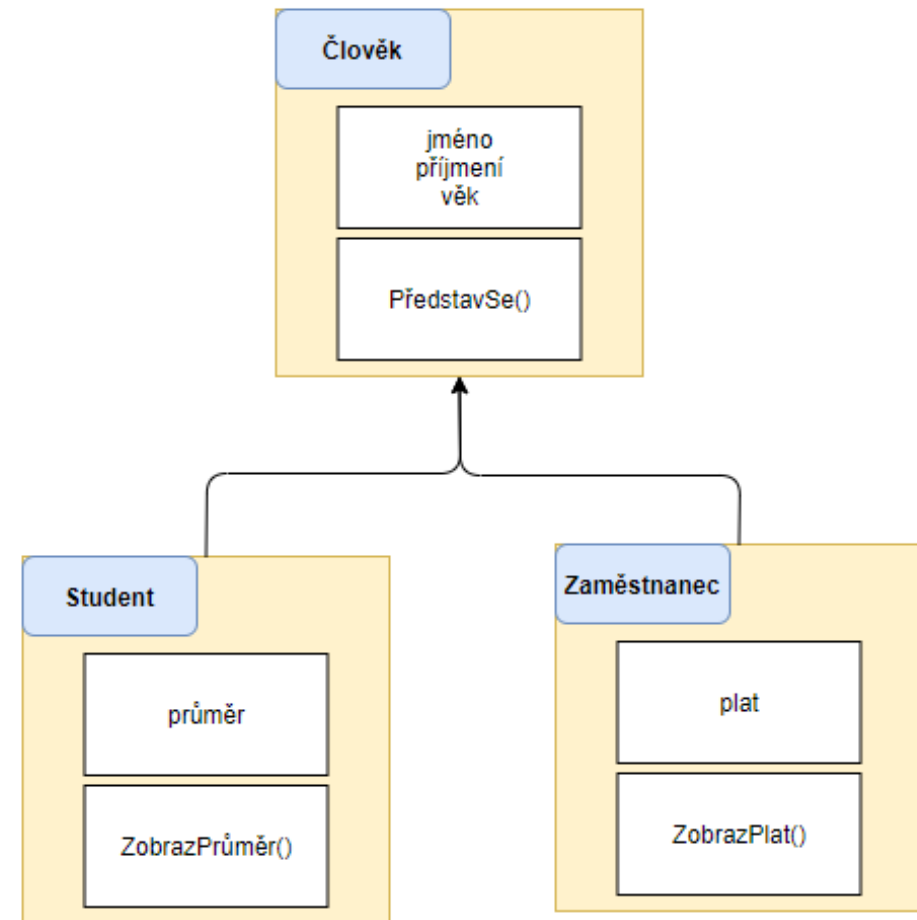 Člověk
jméno
příjmení
věk
PředstavSe()
Student
průměr
ZobrazPrůměr()
Zaměstnanec
plat
ZobrazPlat()